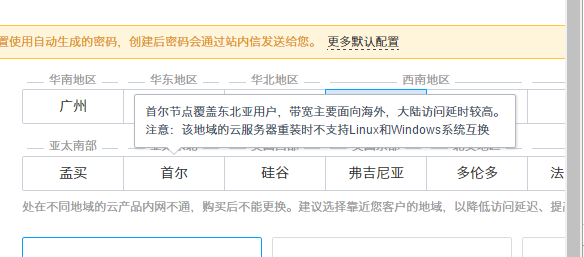 置使用自动生成的密码，创建后密码会通过站内信发送给您。 更多默认配置
华南地区 华东地区 华北地区 西南地区
广州
首尔节点覆盖东北亚用户，带宽主要面向海外，大陆访问延时较高。
注意：该地域的云服务器重装时不支持Linux和Windows系统互换
亚太南部
孟买 首尔 硅谷 弗吉尼亚 多伦多 法
处在不同地域的云产品内网不通，购买后不能更换。建议选择靠近您客户的地域，以降低访问延迟、提高